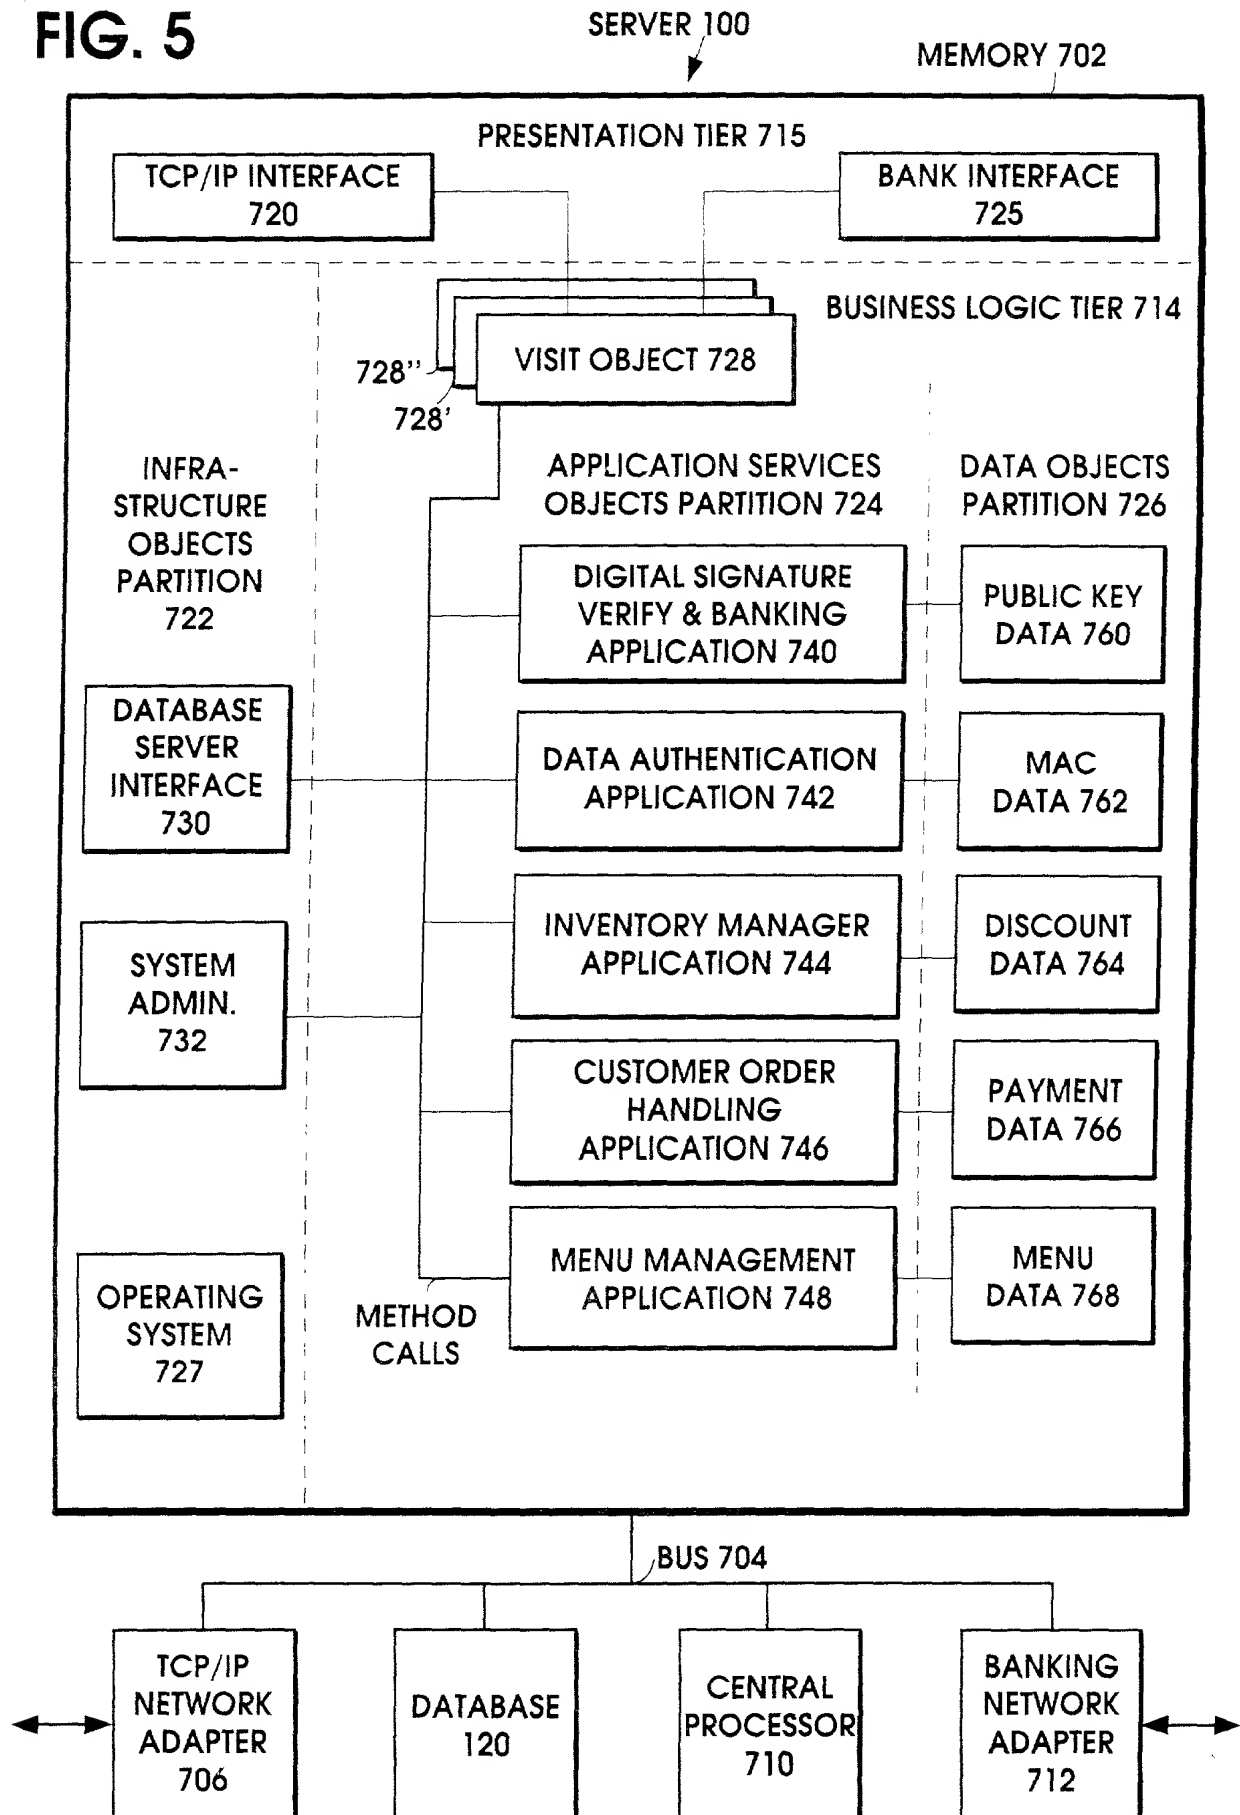 FIG. 5
SERVER 100
MEMORY 702
PRESENTATION TIER 715
TCP/IP INTERFACE
720
BANK INTERFACE
725
BUSINESS LOGIC TIER 714
VISIT OBJECT 728
728''
728'
INFRA-
STRUCTURE
OBJECTS
PARTITION
722
APPLICATION SERVICES
OBJECTS PARTITION 724
DATA OBJECTS
PARTITION 726
DIGITAL SIGNATURE
VERIFY & BANKING
APPLICATION 740
PUBLIC KEY
DATA 760
DATABASE
SERVER
INTERFACE
730
DATA AUTHENTICATION
APPLICATION 742
MAC
DATA 762
SYSTEM
ADMIN.
732
INVENTORY MANAGER
APPLICATION 744
DISCOUNT
DATA 764
CUSTOMER ORDER
HANDLING
APPLICATION 746
PAYMENT
DATA 766
OPERATING
SYSTEM
727
METHOD
CALLS
MENU MANAGEMENT
APPLICATION 748
MENU
DATA 768
BUS 704
TCP/IP
NETWORK
ADAPTER
706
DATABASE
120
CENTRAL
PROCESSOR
710
BANKING
NETWORK
ADAPTER
712